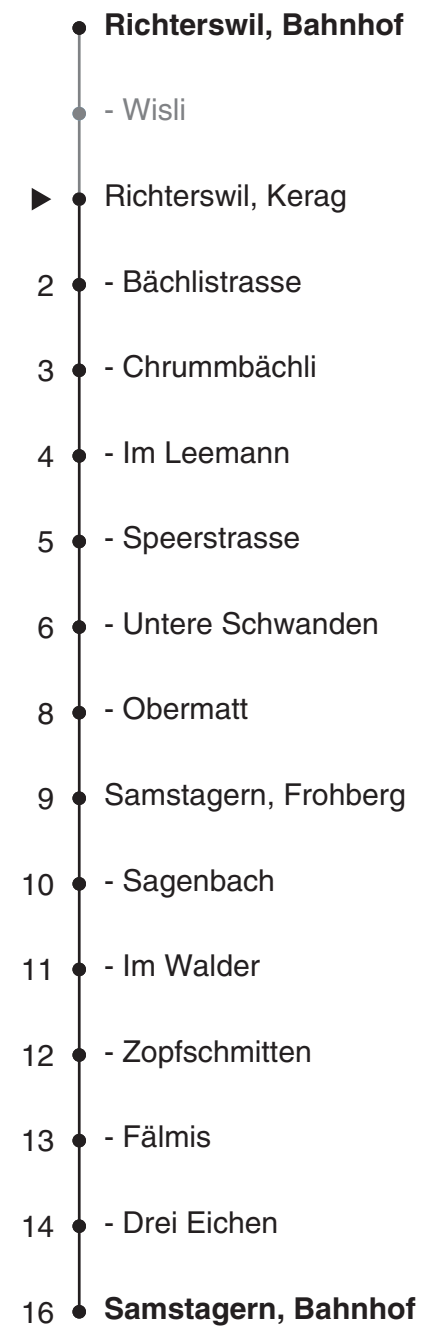 Richterswil, Bahnhof
- Wisli
Richterswil, Kerag
2 - Bächlistrasse
3 - Chrummbächli
4 - Im Leemann
5 - Speerstrasse
6 - Untere Schwanden
8 - Obermatt
9 Samstagern, Frohberg
10 - Sagenbach
11 - Im Walder
12 - Zopfschmitten
13 - Fälmis
14 - Drei Eichen
16 Samstagern, Bahnhof